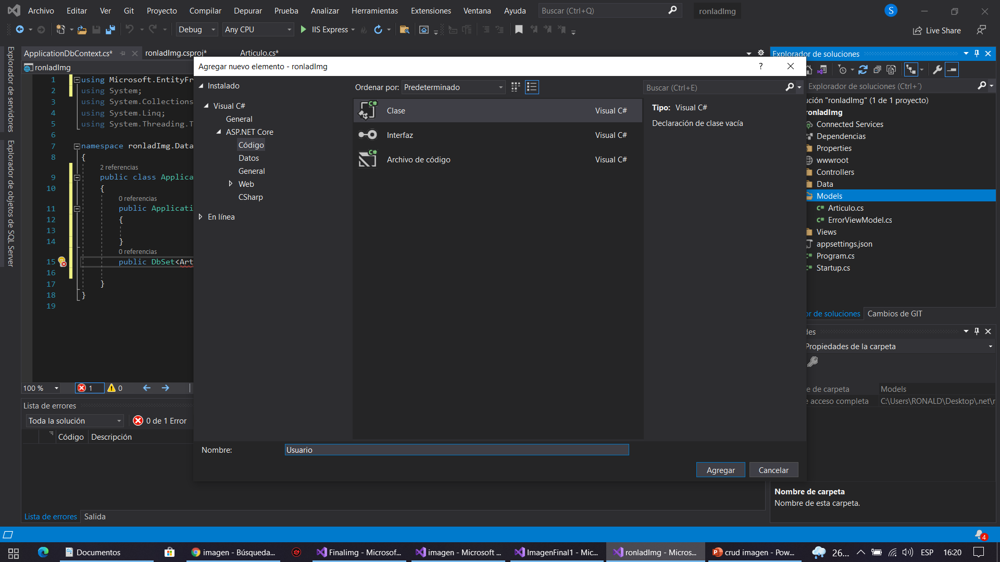 Archivo Editar Ver Git Proyecto Compilar Depurar Prueba Analizar Herramientas Extensiones Ventana Ayuda Buscar (Ctrl+Q) ronladImg S
Debug Any CPU IIS Express Live Share
Explorador de servidores
Explorador de objetos de SQL Server
ApplicationDbContext.cs* ronladImg.csproj* Articulo.cs*
ronladImg
1 using Microsoft.EntityFr
2 using System;
3 using System.Collections
4 using System.Linq;
5 using System.Threading.T
6
7 namespace ronladImg.Data
8 {
2 referencias
9 public class Applica
10 {
0 referencias
11 public Applicati
12 {
13
14 }
0 referencias
15 public DbSet<Art
16
17 }
18 }
19
100 % 1 0
Lista de errores
Toda la solución 0 de 1 Error
Código Descripción
Lista de errores Salida
Agregar nuevo elemento - ronladImg ?
Instalado
Visual C#
General
ASP.NET Core
Código
Datos
General
Web
CSharp
En línea
Ordenar por: Predeterminado
Clase Visual C#
Interfaz Visual C#
Archivo de código Visual C#
Buscar (Ctrl+E)
Tipo: Visual C#
Declaración de clase vacía
Nombre: Usuario
Agregar Cancelar
Explorador de soluciones
Explorador de soluciones (Ctrl+´)
ución "ronladImg" (1 de 1 proyecto)
ronladImg
Connected Services
Dependencias
Properties
wwwroot
Controllers
Data
Models
C# Articulo.cs
C# ErrorViewModel.cs
Views
appsettings.json
Program.cs
Startup.cs
or de soluciones Cambios de GIT
des
Propiedades de la carpeta
e de carpeta Models
e acceso completa C:\Users\RONALD\Desktop\.net\r
Nombre de carpeta
Nombre de esta carpeta.
4
Documentos imagen - Búsqueda... FinaIimg - Microsof... imagen - Microsoft ... ImagenFinal1 - Mic... ronladImg - Micros... crud imagen - Pow... 26... ESP 16:20